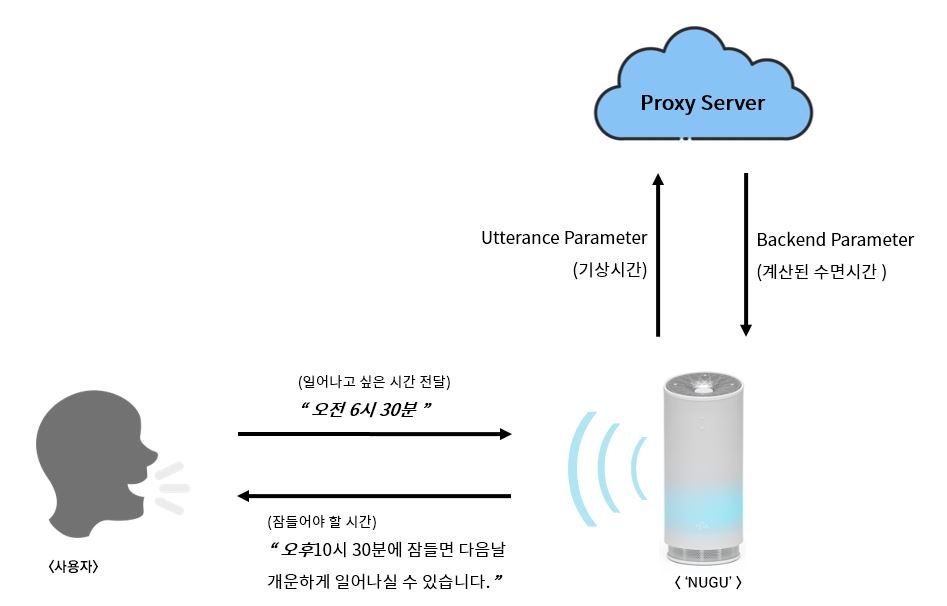 Proxy Server
Utterance Parameter
(기상시간)
Backend Parameter
(계산된 수면시간 )
(일어나고 싶은 시간 전달)
“ 오전 6시 30분 ”
(잠들어야 할 시간)
“ 오후10시 30분에 잠들면 다음날
개운하게 일어나실 수 있습니다. ”
<사용자>
< ‘NUGU’ >